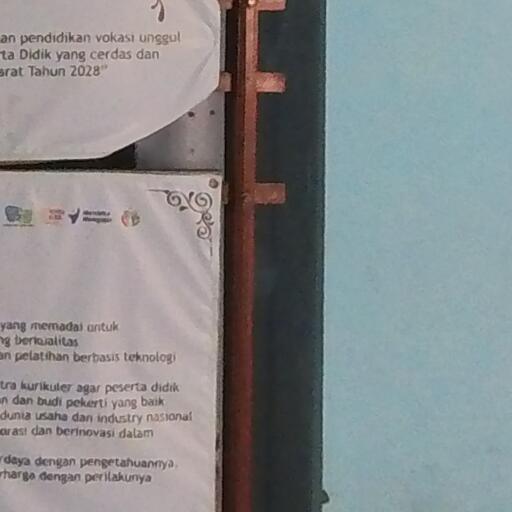 an pendidikan vokasi unggul
ta Didik yang cerdas dan
arat Tahun 2028"
yang memadai untuk
ng berkualitas
an pelatihan berbasis teknologi
tra kurikuler agar peserta didik
n dan budi pekerti yang baik
dunia usaha dan industry nasional
orasi dan berinovasi dalam
rdaya dengan pengetahuannya,
rharga dengan perilakunya